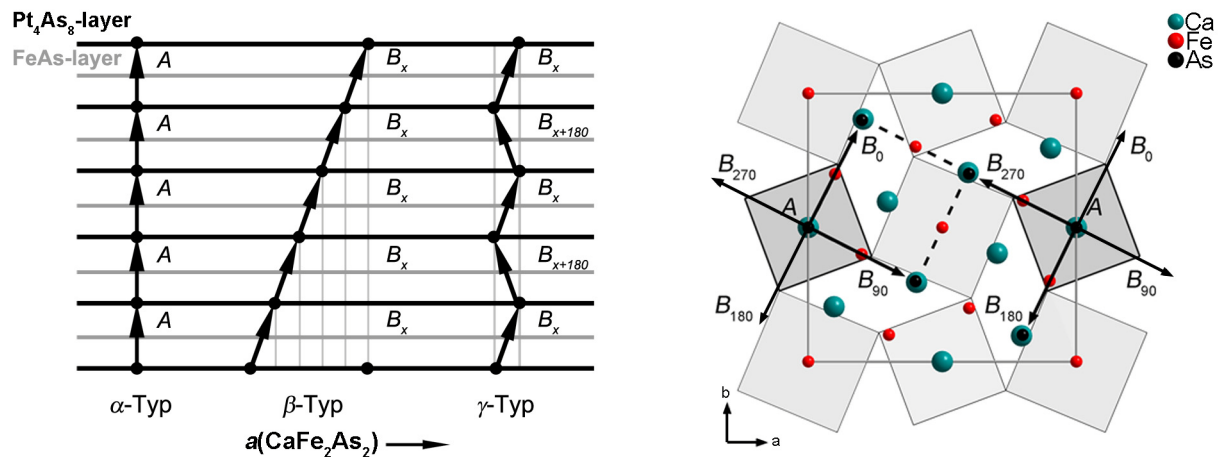 Pt4As8-layer
FeAs-layer
A
Bx
Bx
A
Bx
Bx+180
A
Bx
Bx
A
Bx
Bx+180
A
Bx
Bx
α-Typ
β-Typ
γ-Typ
a(CaFe2As2)
Ca
Fe
As
B0
B0
B270
B270
A
A
B90
B90
B180
B180
b
a